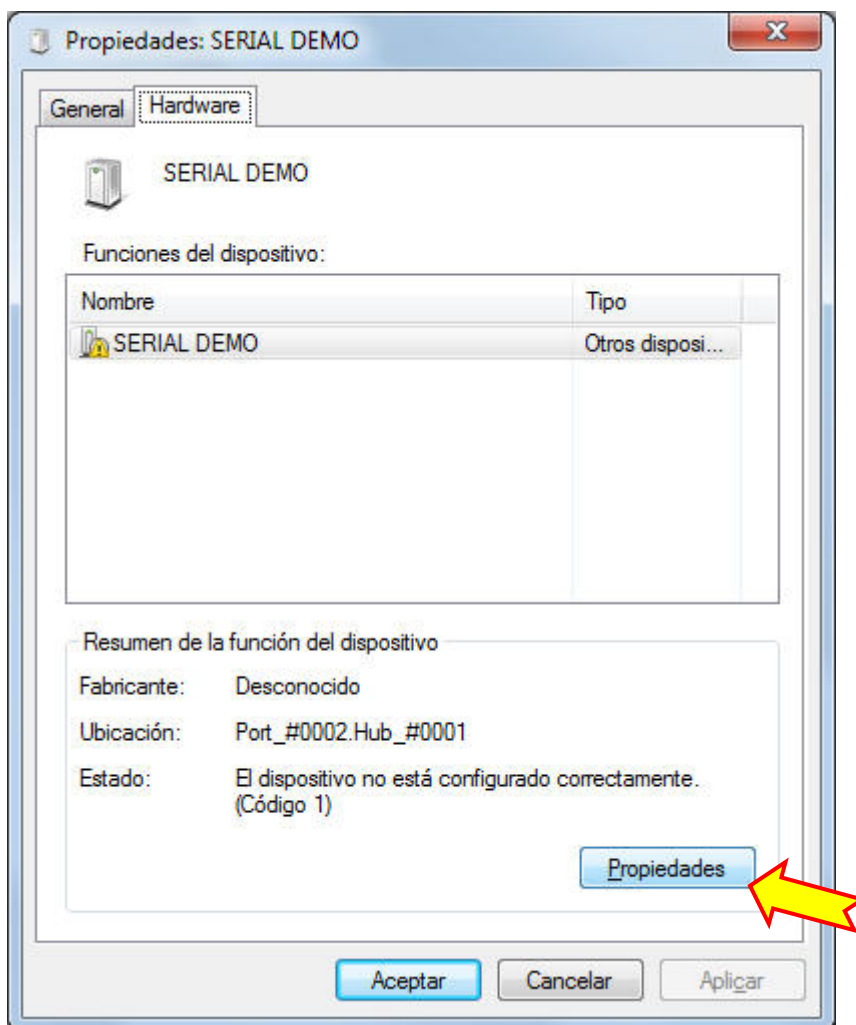 Propiedades: SERIAL DEMO
General Hardware
SERIAL DEMO
Funciones del dispositivo:
Nombre Tipo
SERIAL DEMO Otros disposi...
Resumen de la función del dispositivo
Fabricante: Desconocido
Ubicación: Port_#0002.Hub_#0001
Estado: El dispositivo no está configurado correctamente.
(Código 1)
Propiedades
Aceptar Cancelar Aplicar